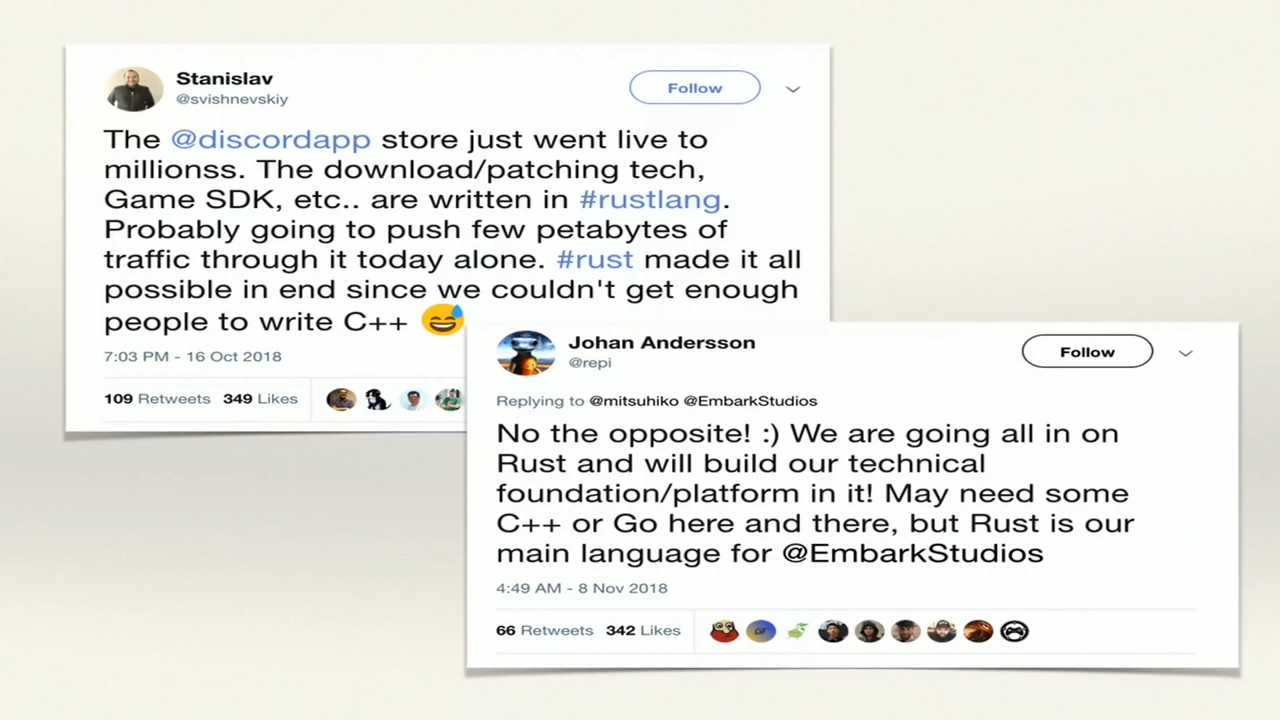 Stanislav
@svishnevskiy
Follow
The @discordapp store just went live to
millionss. The download/patching tech,
Game SDK, etc.. are written in #rustlang.
Probably going to push few petabytes of
traffic through it today alone. #rust made it all
possible in end since we couldn't get enough
people to write C++ 😅
7:03 PM - 16 Oct 2018
109 Retweets 349 Likes
Johan Andersson
@repi
Follow
Replying to @mitsuhiko @EmbarkStudios
No the opposite! :) We are going all in on
Rust and will build our technical
foundation/platform in it! May need some
C++ or Go here and there, but Rust is our
main language for @EmbarkStudios
4:49 AM - 8 Nov 2018
66 Retweets 342 Likes